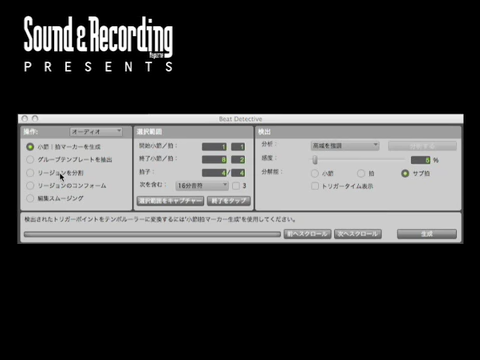 Sound & Recording
Magazine
PRESENTS
Beat Detective
操作: オーディオ
小節|拍マーカーを生成
グループテンプレートを抽出
リージョンを分割
リージョンのコンフォーム
編集スムージング
選択範囲
開始小節/拍: 1 1
終了小節/拍: 8 2
拍子: 4/4
次を含む: 16分音符 3
選択範囲をキャプチャー 終了をタップ
検出
分析: 高域を強調
感度: 5 %
分解能: 小節 拍 サブ拍
トリガータイム表示
検出されたトリガーポイントをテンポルーラーに変換するには"小節|拍マーカー生成"を使用してください。
前へスクロール 次へスクロール 生成